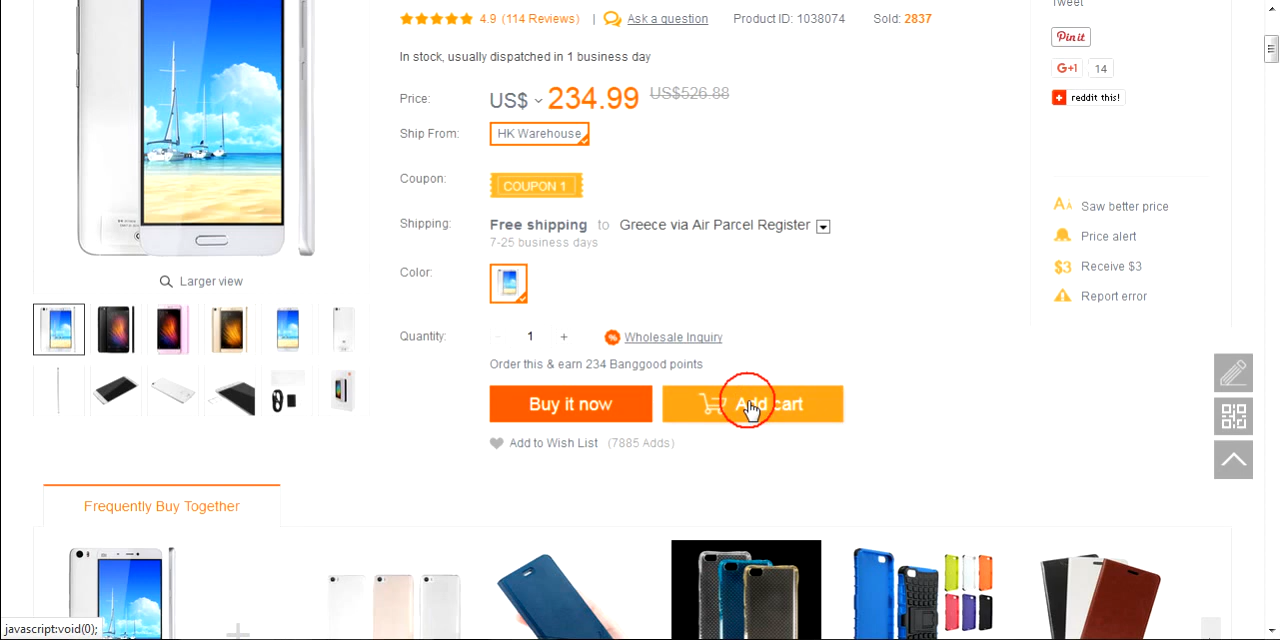 Tweet
4.9 (114 Reviews) | Ask a question Product ID: 1038074 Sold: 2837
Pin it
G+1 14
In stock, usually dispatched in 1 business day
reddit this!
Price: US$ 234.99 US$526.88
Ship From: HK Warehouse
Coupon: COUPON 1
Saw better price
Shipping: Free shipping to Greece via Air Parcel Register
7-25 business days
Price alert
$3 Receive $3
Color:
Larger view
Report error
Quantity: - 1 + Wholesale Inquiry
Order this & earn 234 Banggood points
Buy it now Add cart
Add to Wish List (7885 Adds)
Frequently Buy Together
javascript:void(0);